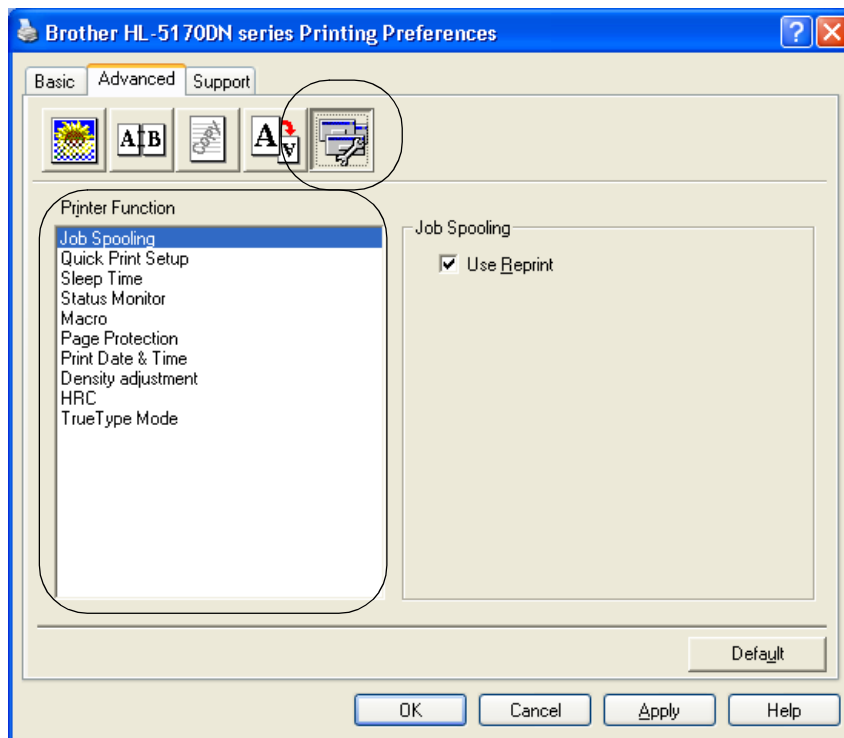 Brother HL-5170DN series Printing Preferences
Basic Advanced Support
A B Copy A A
Printer Function
Job Spooling
Quick Print Setup
Sleep Time
Status Monitor
Macro
Page Protection
Print Date & Time
Density adjustment
HRC
TrueType Mode
Job Spooling
Use Reprint
Default
OK Cancel Apply Help